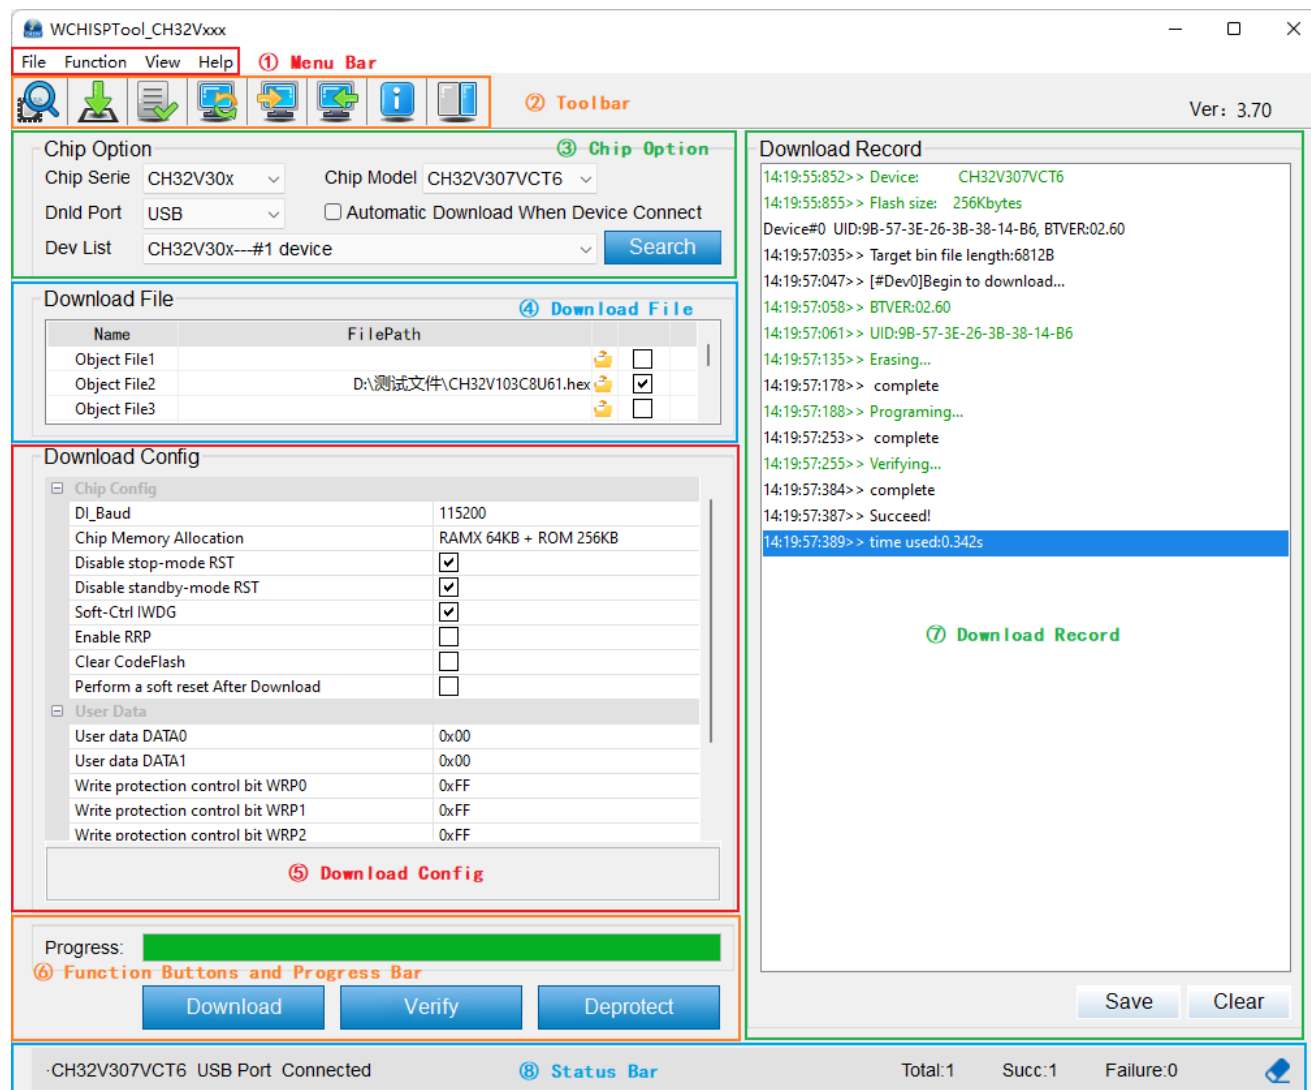 WCHISPTool_CH32Vxxx
File Function View Help ① Menu Bar
② Toolbar
Ver: 3.70
Chip Option
③ Chip Option
Chip Serie CH32V30x Chip Model CH32V307VCT6
Dnld Port USB Automatic Download When Device Connect
Dev List CH32V30x---#1 device Search
Download File
④ Download File
Name FilePath
Object File1
Object File2 D:\测试文件\CH32V103C8U61.hex
Object File3
Download Config
Chip Config
DI_Baud 115200
Chip Memory Allocation RAMX 64KB + ROM 256KB
Disable stop-mode RST
Disable standby-mode RST
Soft-Ctrl IWDG
Enable RRP
Clear CodeFlash
Perform a soft reset After Download
User Data
User data DATA0 0x00
User data DATA1 0x00
Write protection control bit WRP0 0xFF
Write protection control bit WRP1 0xFF
Write protection control bit WRP2 0xFF
⑤ Download Config
Progress:
⑥ Function Buttons and Progress Bar
Download Verify Deprotect
Download Record
14:19:55:852>> Device: CH32V307VCT6
14:19:55:855>> Flash size: 256Kbytes
Device#0 UID:9B-57-3E-26-3B-38-14-B6, BTVER:02.60
14:19:57:035>> Target bin file length:6812B
14:19:57:047>> [#Dev0]Begin to download...
14:19:57:058>> BTVER:02.60
14:19:57:061>> UID:9B-57-3E-26-3B-38-14-B6
14:19:57:135>> Erasing...
14:19:57:178>> complete
14:19:57:188>> Programing...
14:19:57:253>> complete
14:19:57:255>> Verifying...
14:19:57:384>> complete
14:19:57:387>> Succeed!
14:19:57:389>> time used:0.342s
⑦ Download Record
Save Clear
·CH32V307VCT6 USB Port Connected ⑧ Status Bar Total:1 Succ:1 Failure:0